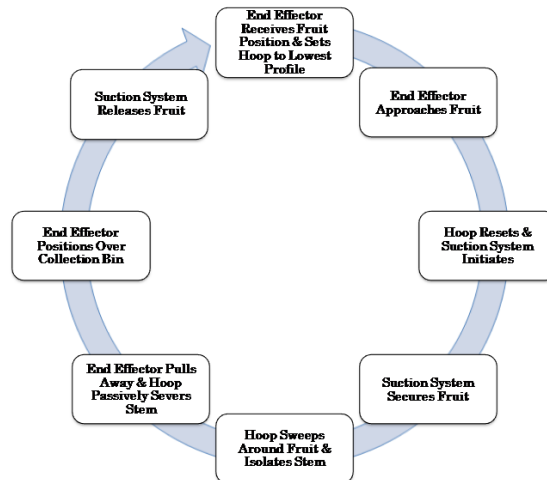 End Effector
Receives Fruit
Position & Sets
Hoop to Lowest
Profile
End Effector
Approaches Fruit
Hoop Resets &
Suction System
Initiates
Suction System
Secures Fruit
Hoop Sweeps
Around Fruit &
Isolates Stem
End Effector Pulls
Away & Hoop
Passively Severs
Stem
End Effector
Positions Over
Collection Bin
Suction System
Releases Fruit